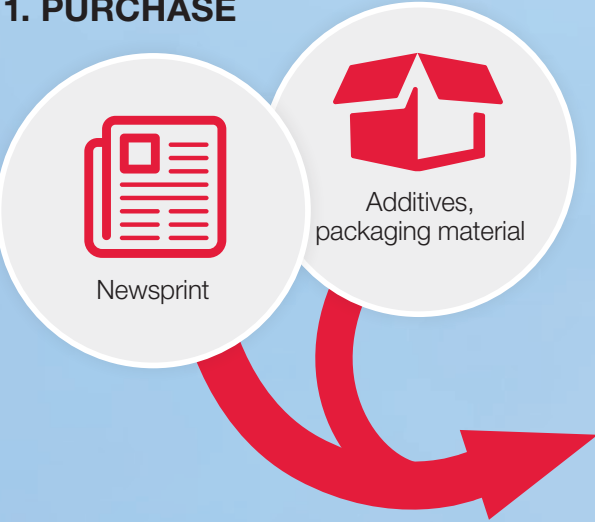 1. PURCHASE
Additives,
packaging material
Newsprint